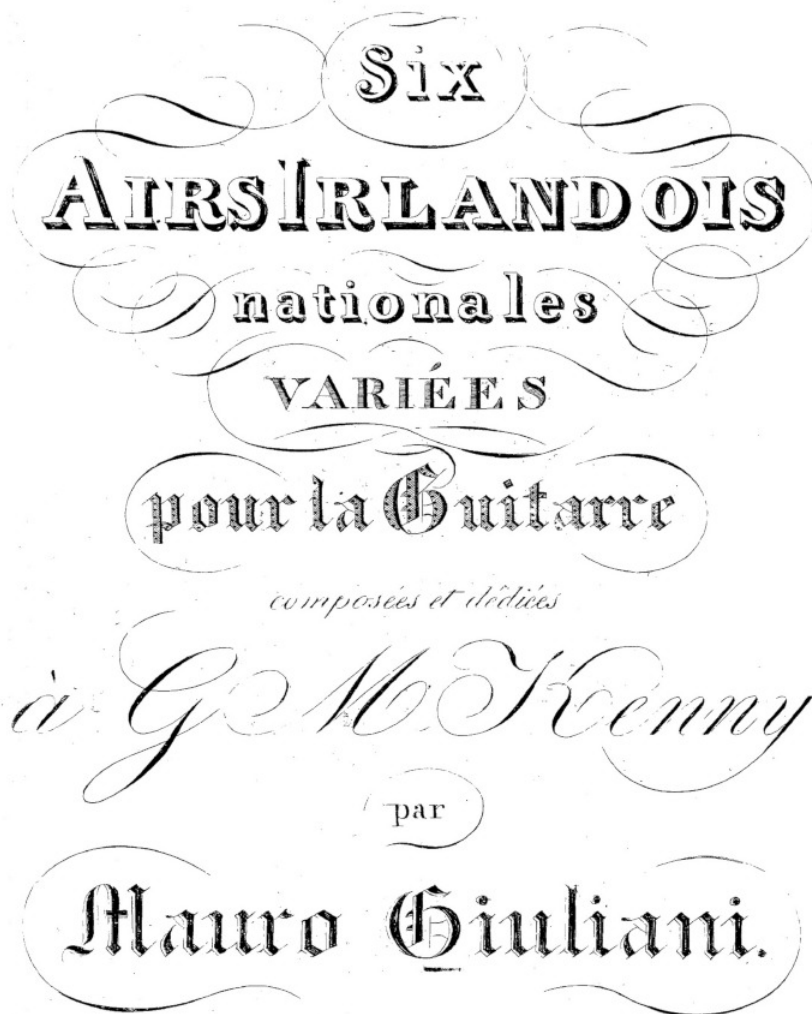 Six
AIRS IRLANDOIS
nationales
VARIÉES
pour la Guitarre
composées et dédiées
à G M Kenny
par
Mauro Giuliani.